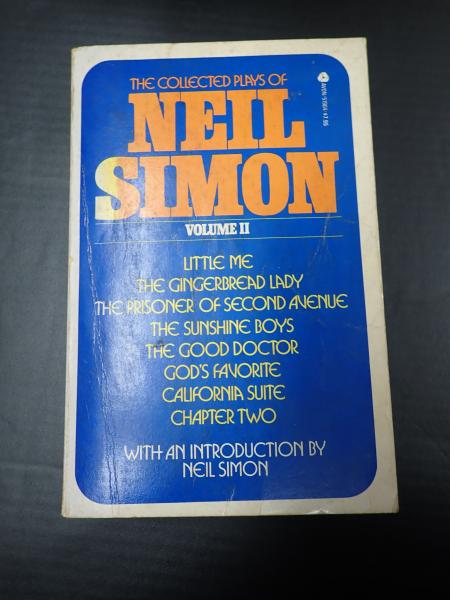 THE COLLECTED PLAYS OF
NEIL
SIMON
VOLUME II
LITTLE ME
THE GINGERBREAD LADY
THE PRISONER OF SECOND AVENUE
THE SUNSHINE BOYS
THE GOOD DOCTOR
GOD'S FAVORITE
CALIFORNIA SUITE
CHAPTER TWO
WITH AN INTRODUCTION BY
NEIL SIMON